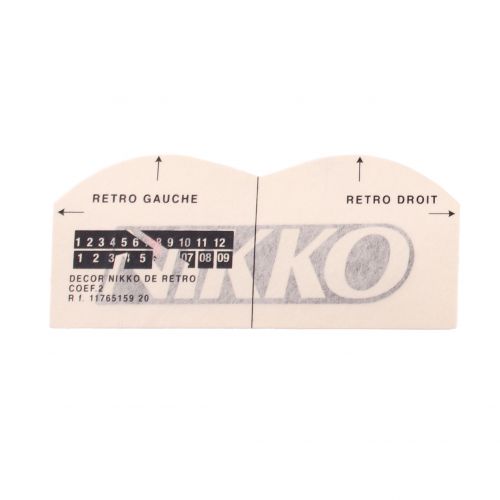 RETRO GAUCHE
RETRO DROIT
NIKKO
1 2 3 4 5 6 8 9 10 11 12
1 2 3 4 5 07 08 09
DECOR NIKKO DE RETRO
COEF.2
R f. 11765159 20